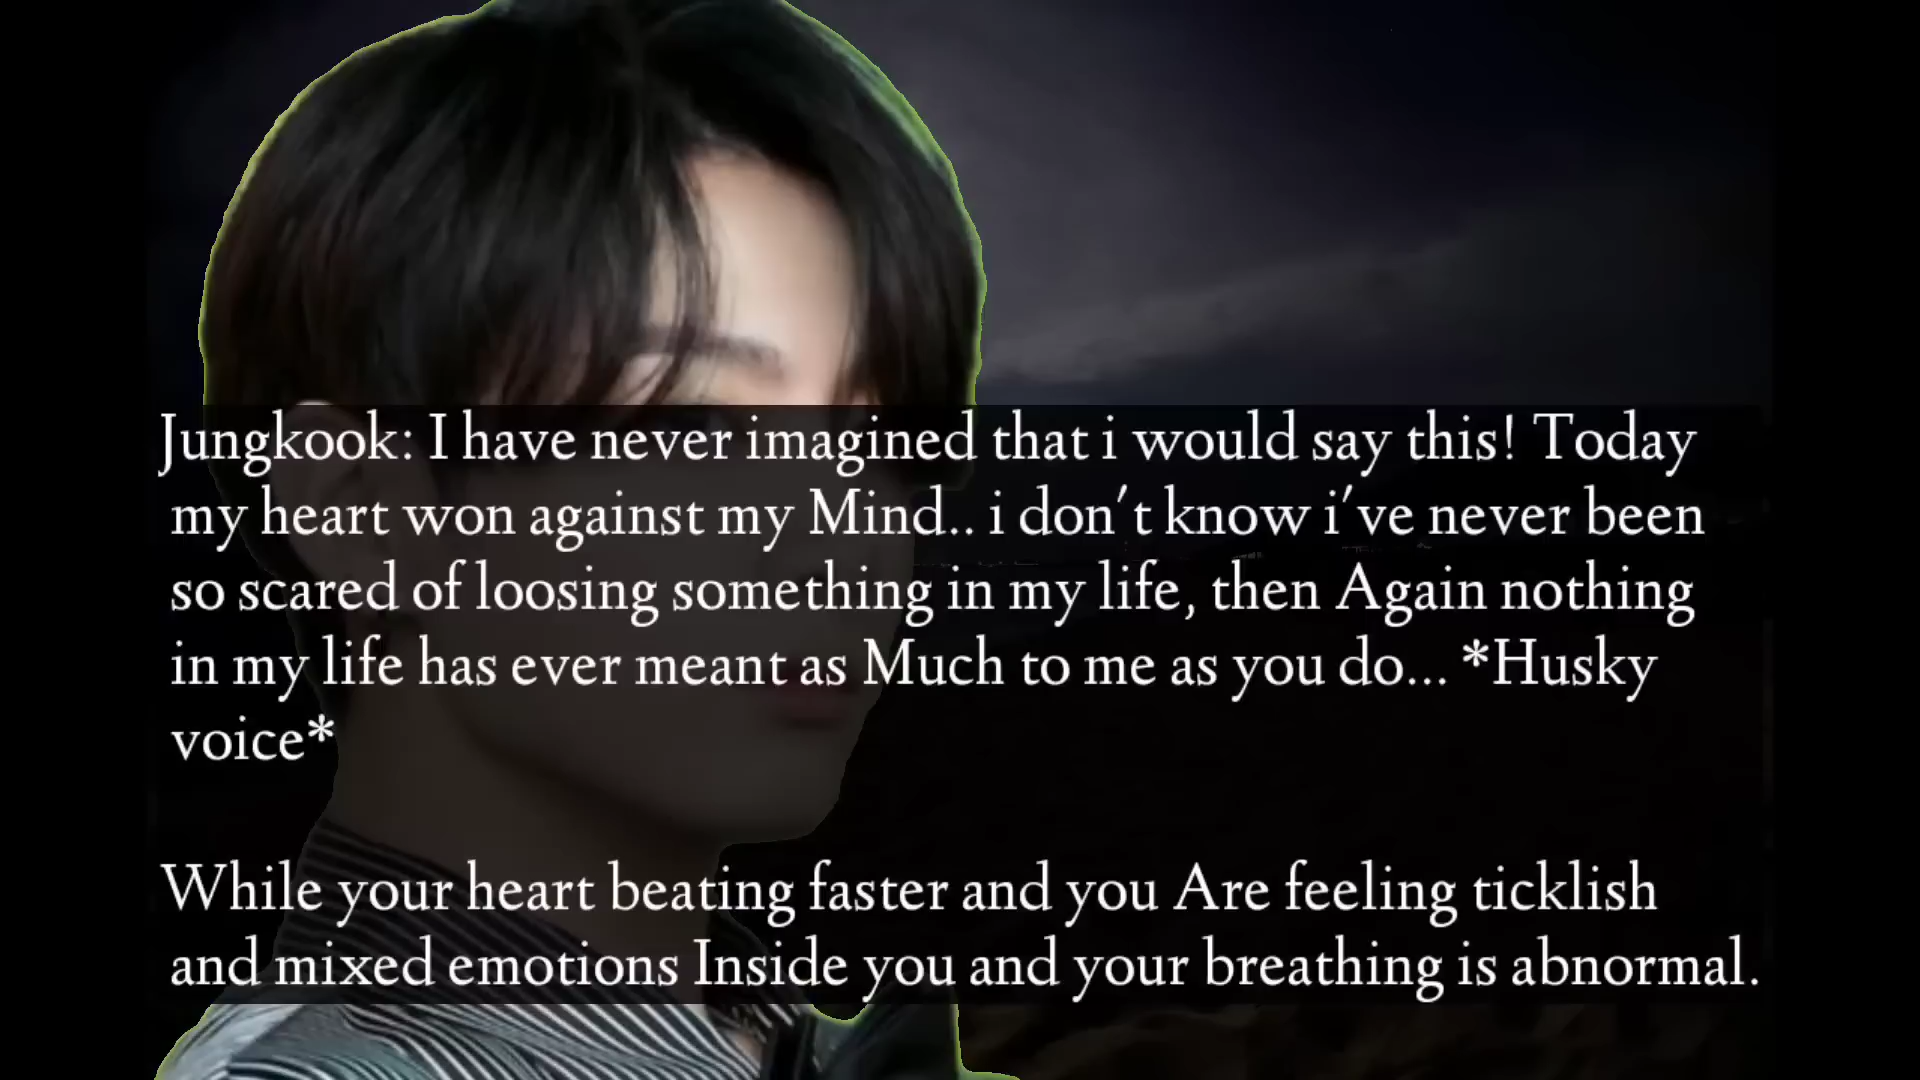 Jungkook: I have never imagined that i would say this! Today
my heart won against my Mind.. i don't know i've never been
so scared of loosing something in my life, then Again nothing
in my life has ever meant as Much to me as you do... *Husky
voice*
While your heart beating faster and you Are feeling ticklish
and mixed emotions Inside you and your breathing is abnormal.